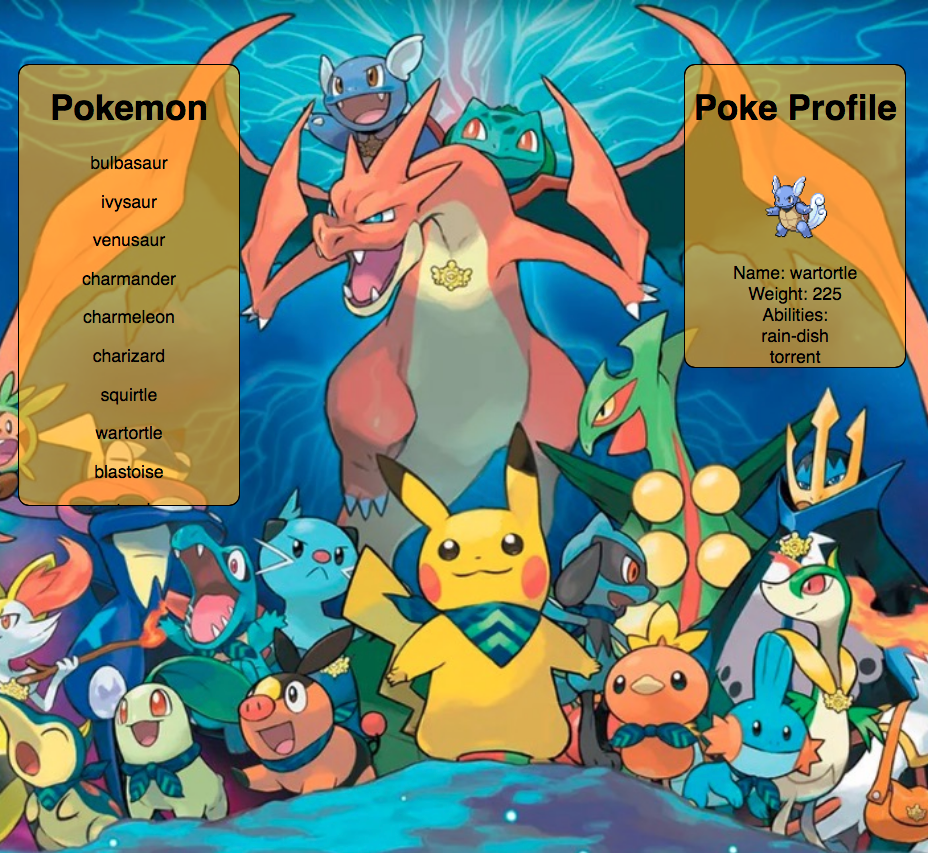 Pokemon
bulbasaur
ivysaur
venusaur
charmander
charmeleon
charizard
squirtle
wartortle
blastoise
Poke Profile
Name: wartortle
Weight: 225
Abilities:
rain-dish
torrent